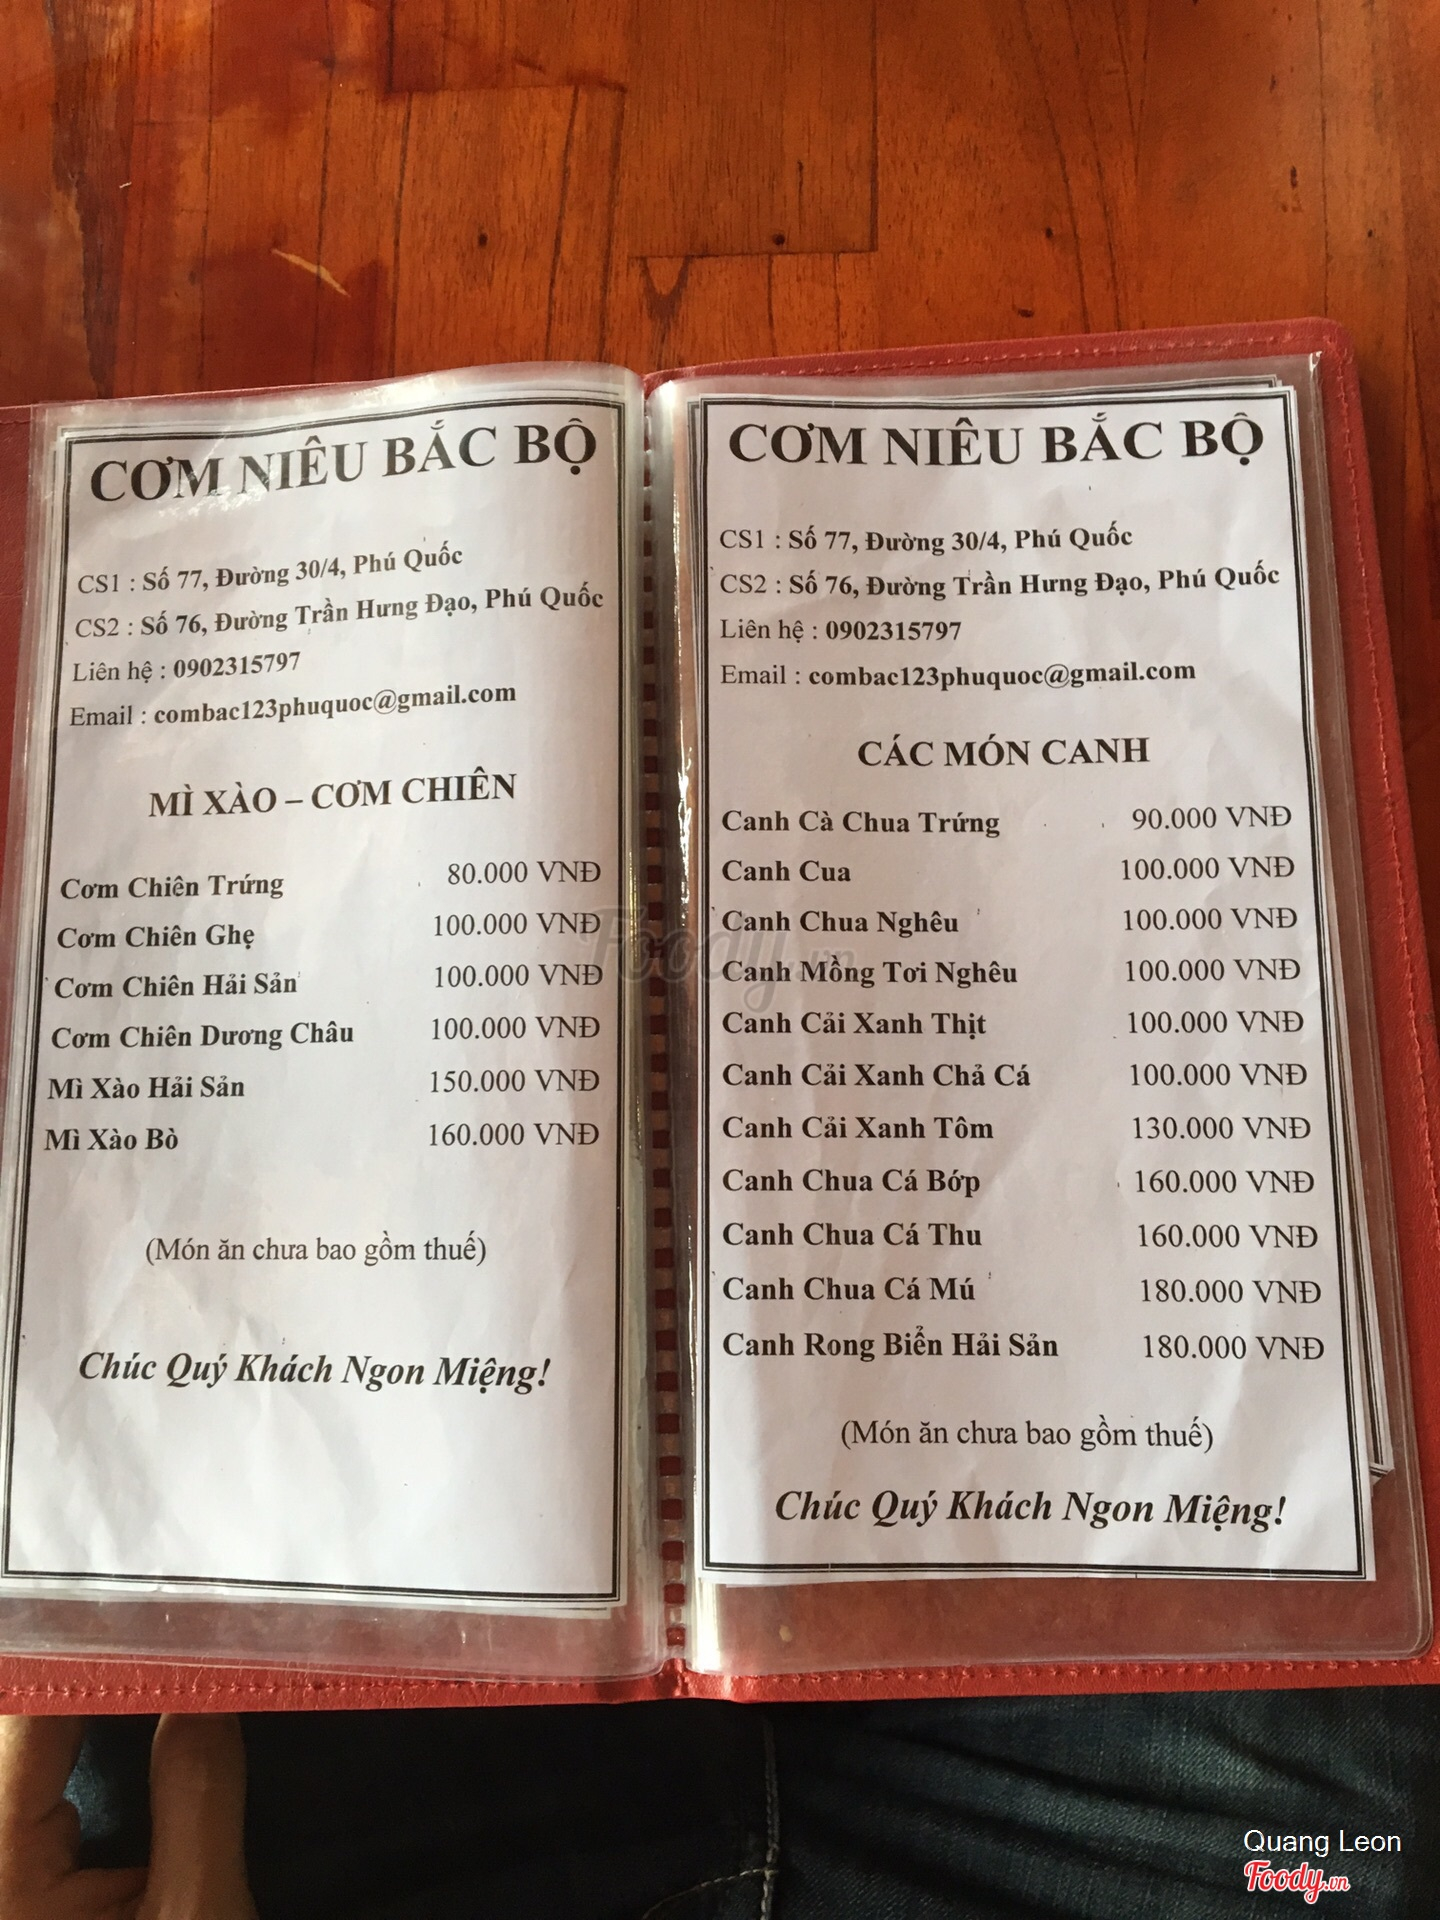 CƠM NIÊU BẮC BỘ
CS1 : Số 77, Đường 30/4, Phú Quốc
CS2 : Số 76, Đường Trần Hưng Đạo, Phú Quốc
Liên hệ : 0902315797
Email : combac123phuquoc@gmail.com
MÌ XÀO – CƠM CHIÊN
Cơm Chiên Trứng 80.000 VNĐ
Cơm Chiên Ghẹ 100.000 VNĐ
Cơm Chiên Hải Sản 100.000 VNĐ
Cơm Chiên Dương Châu 100.000 VNĐ
Mì Xào Hải Sản 150.000 VNĐ
Mì Xào Bò 160.000 VNĐ
(Món ăn chưa bao gồm thuế)
Chúc Quý Khách Ngon Miệng!
CƠM NIÊU BẮC BỘ
CS1 : Số 77, Đường 30/4, Phú Quốc
CS2 : Số 76, Đường Trần Hưng Đạo, Phú Quốc
Liên hệ : 0902315797
Email : combac123phuquoc@gmail.com
CÁC MÓN CANH
Canh Cà Chua Trứng 90.000 VNĐ
Canh Cua 100.000 VNĐ
Canh Chua Nghêu 100.000 VNĐ
Canh Mồng Tơi Nghêu 100.000 VNĐ
Canh Cải Xanh Thịt 100.000 VNĐ
Canh Cải Xanh Chả Cá 100.000 VNĐ
Canh Cải Xanh Tôm 130.000 VNĐ
Canh Chua Cá Bớp 160.000 VNĐ
Canh Chua Cá Thu 160.000 VNĐ
Canh Chua Cá Mú 180.000 VNĐ
Canh Rong Biển Hải Sản 180.000 VNĐ
(Món ăn chưa bao gồm thuế)
Chúc Quý Khách Ngon Miệng!
Foody.vn
Quang Leon
Foody.vn